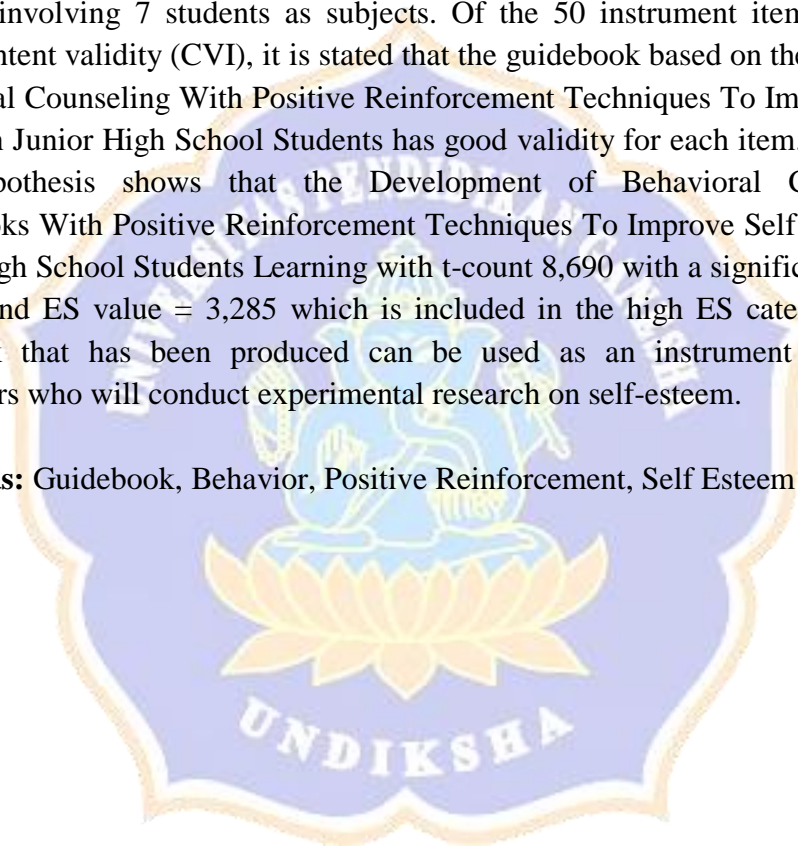 involving 7 students as subjects. Of the 50 instrument item
ntent validity (CVI), it is stated that the guidebook based on the
al Counseling With Positive Reinforcement Techniques To Im
n Junior High School Students has good validity for each item.
pothesis shows that the Development of Behavioral C
oks With Positive Reinforcement Techniques To Improve Self
gh School Students Learning with t-count 8,690 with a signific
nd ES value = 3,285 which is included in the high ES cate
k that has been produced can be used as an instrument
rs who will conduct experimental research on self-esteem.
s: Guidebook, Behavior, Positive Reinforcement, Self Esteem
UNIVERSITAS PENDIDIKAN GANESHA
UNDIKSHA